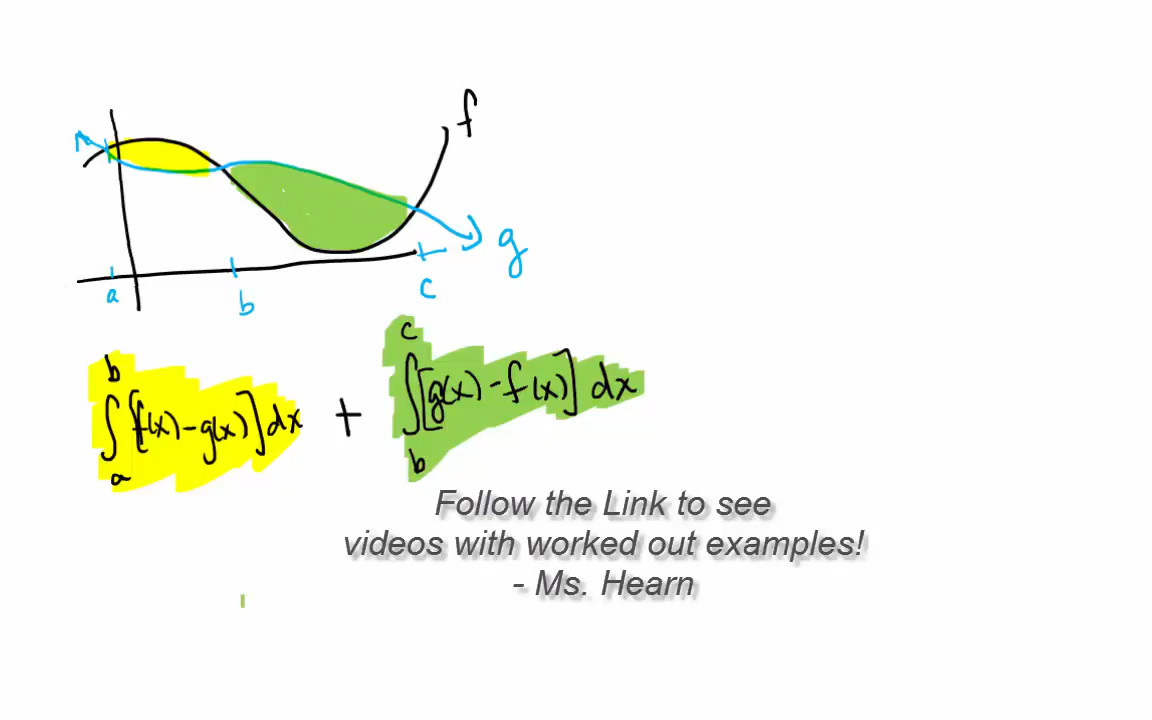 f
g
a b c
∫_a^b [f(x) - g(x)] dx + ∫_b^c [g(x) - f(x)] dx
Follow the Link to see
videos with worked out examples!
- Ms. Hearn